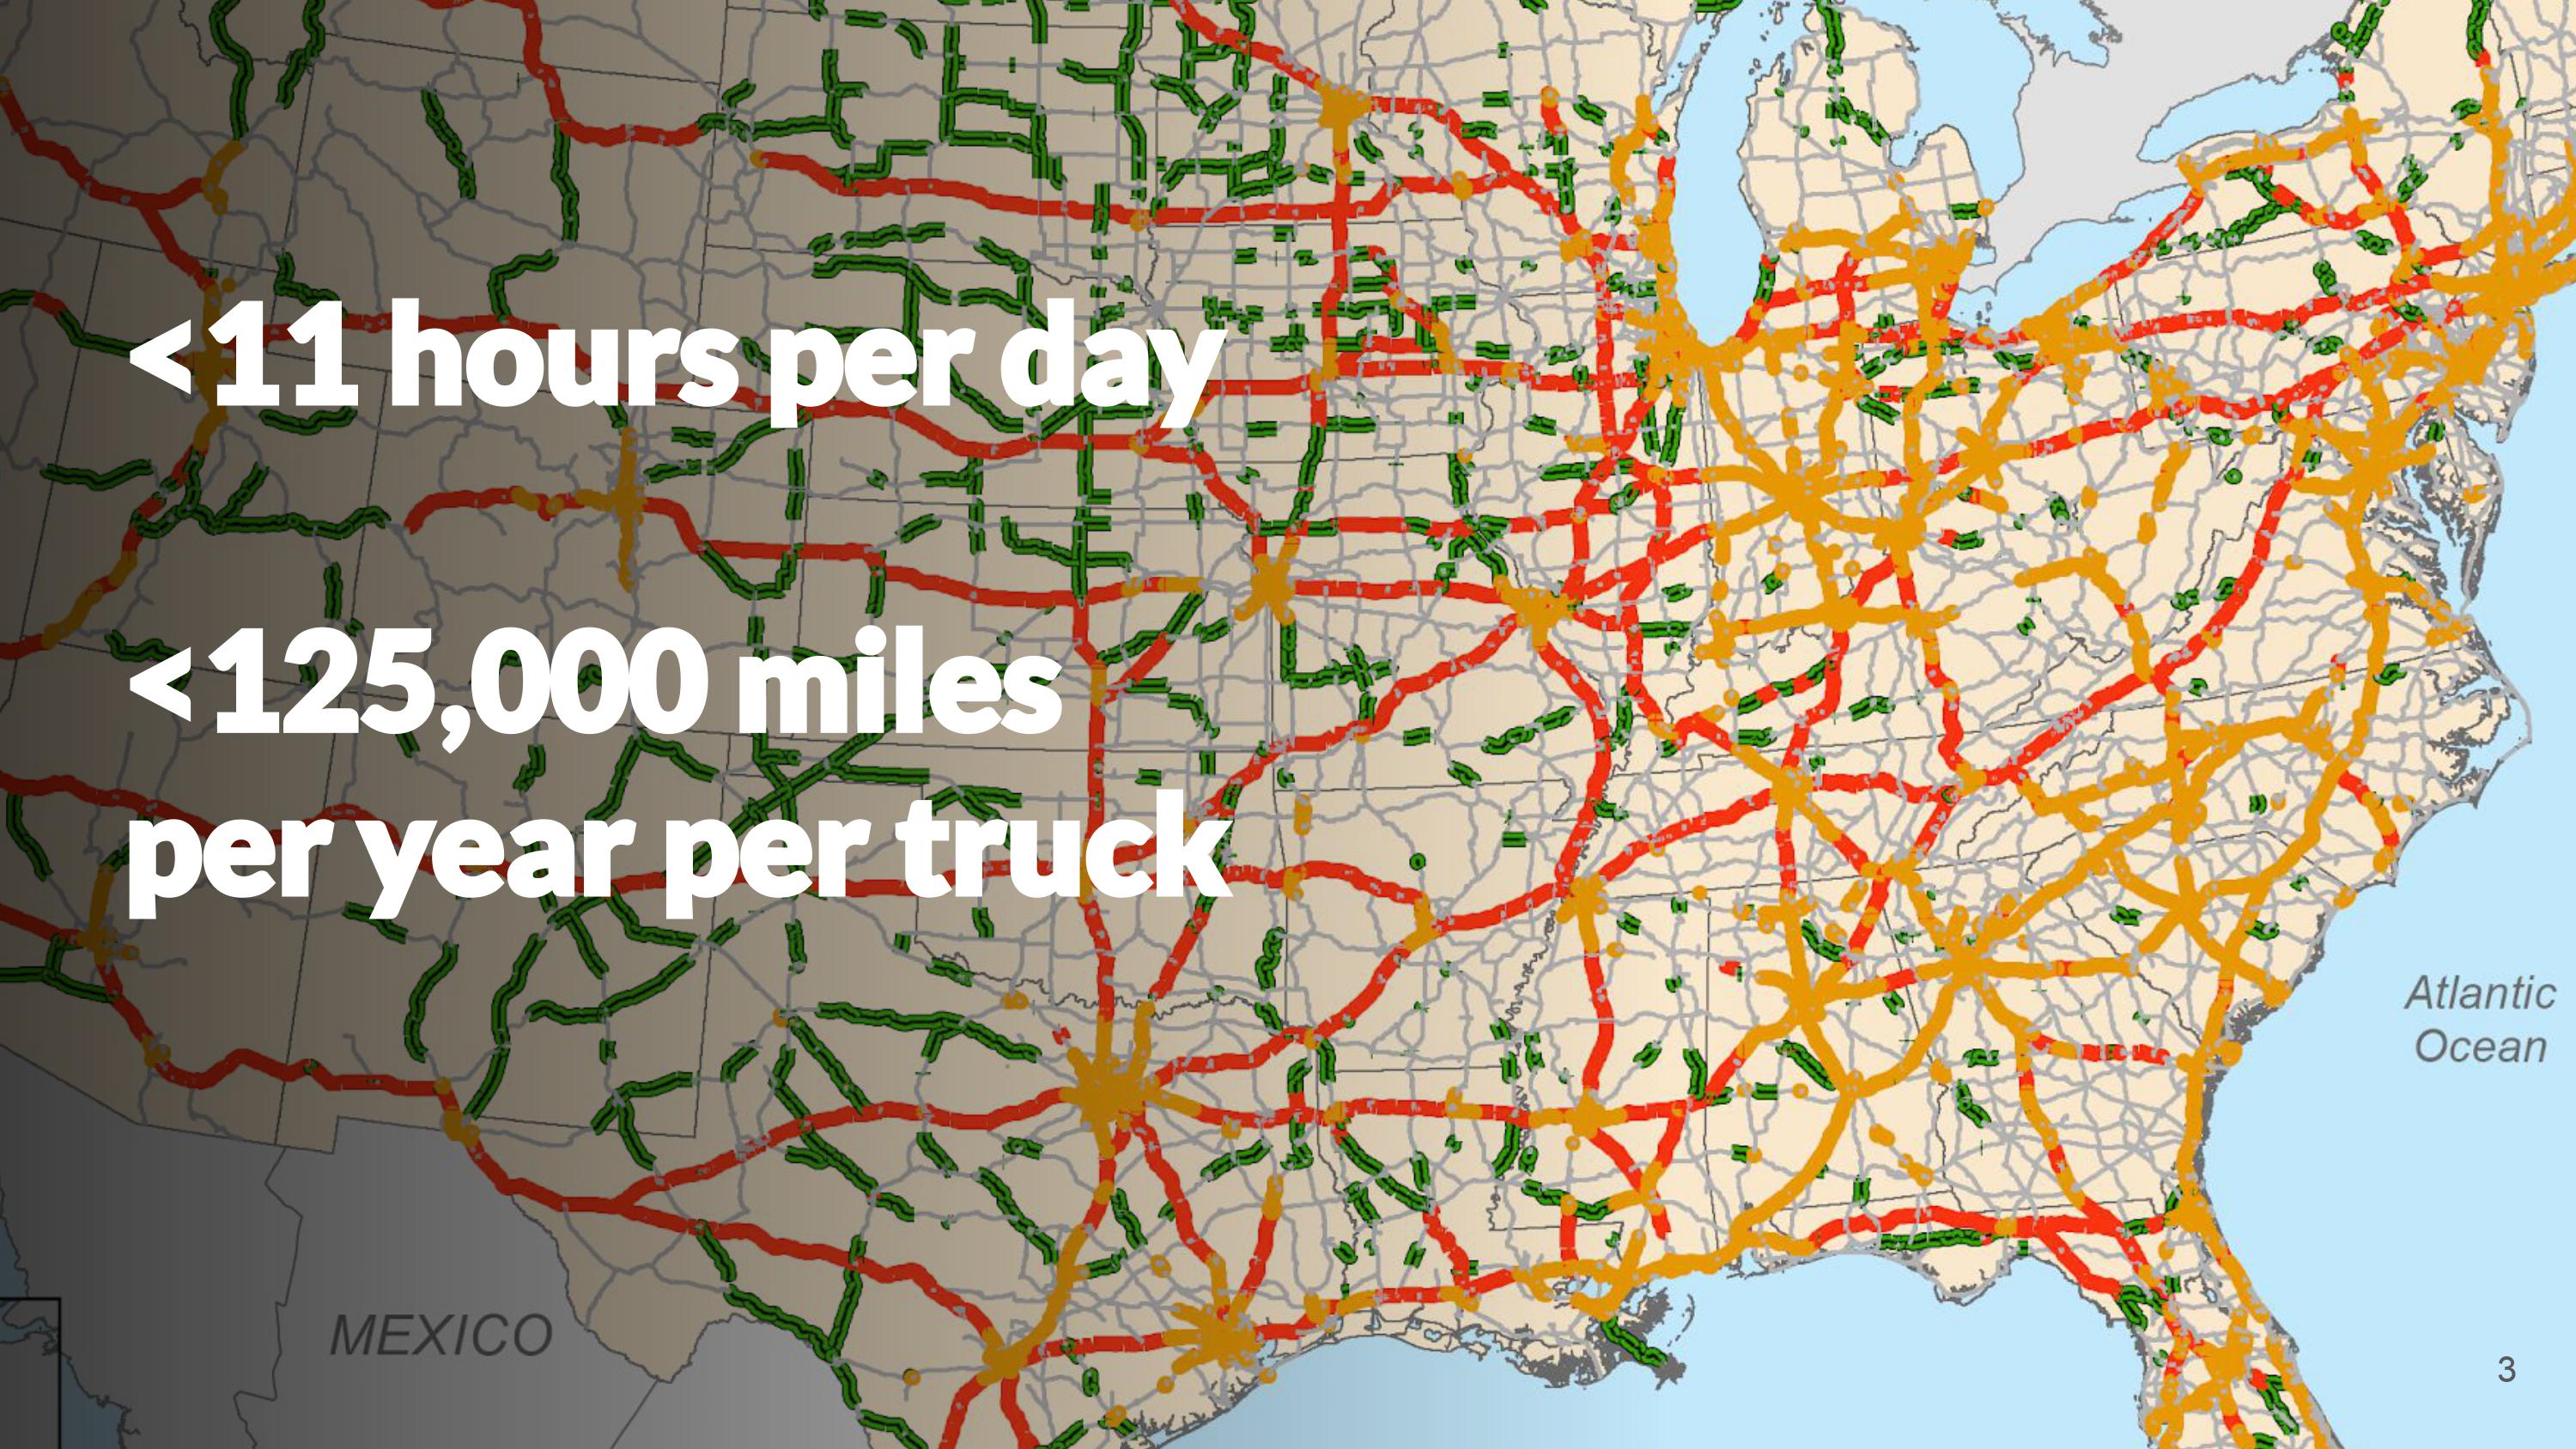 <11 hours per day
<125,000 miles
per year per truck
Atlantic
Ocean
MEXICO
3